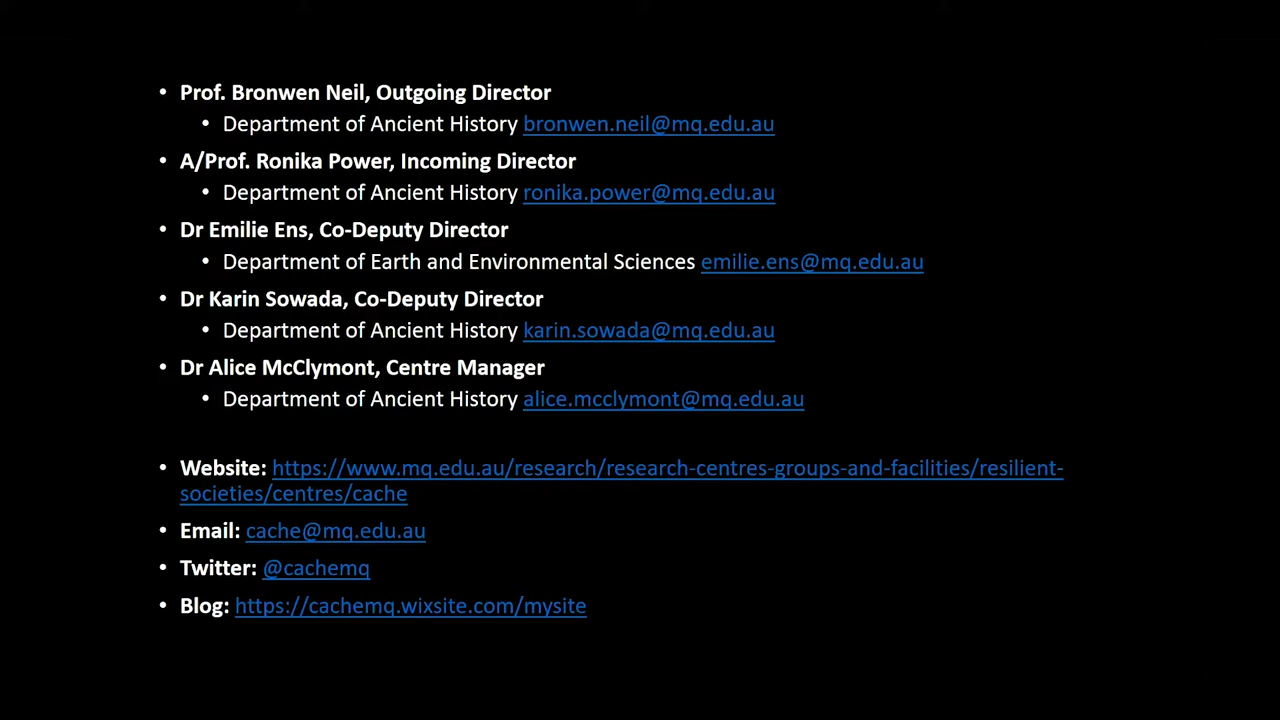 • Prof. Bronwen Neil, Outgoing Director
• Department of Ancient History bronwen.neil@mq.edu.au
• A/Prof. Ronika Power, Incoming Director
• Department of Ancient History ronika.power@mq.edu.au
• Dr Emilie Ens, Co-Deputy Director
• Department of Earth and Environmental Sciences emilie.ens@mq.edu.au
• Dr Karin Sowada, Co-Deputy Director
• Department of Ancient History karin.sowada@mq.edu.au
• Dr Alice McClymont, Centre Manager
• Department of Ancient History alice.mcclymont@mq.edu.au
• Website: https://www.mq.edu.au/research/research-centres-groups-and-facilities/resilient-
societies/centres/cache
• Email: cache@mq.edu.au
• Twitter: @cachemq
• Blog: https://cachemq.wixsite.com/mysite